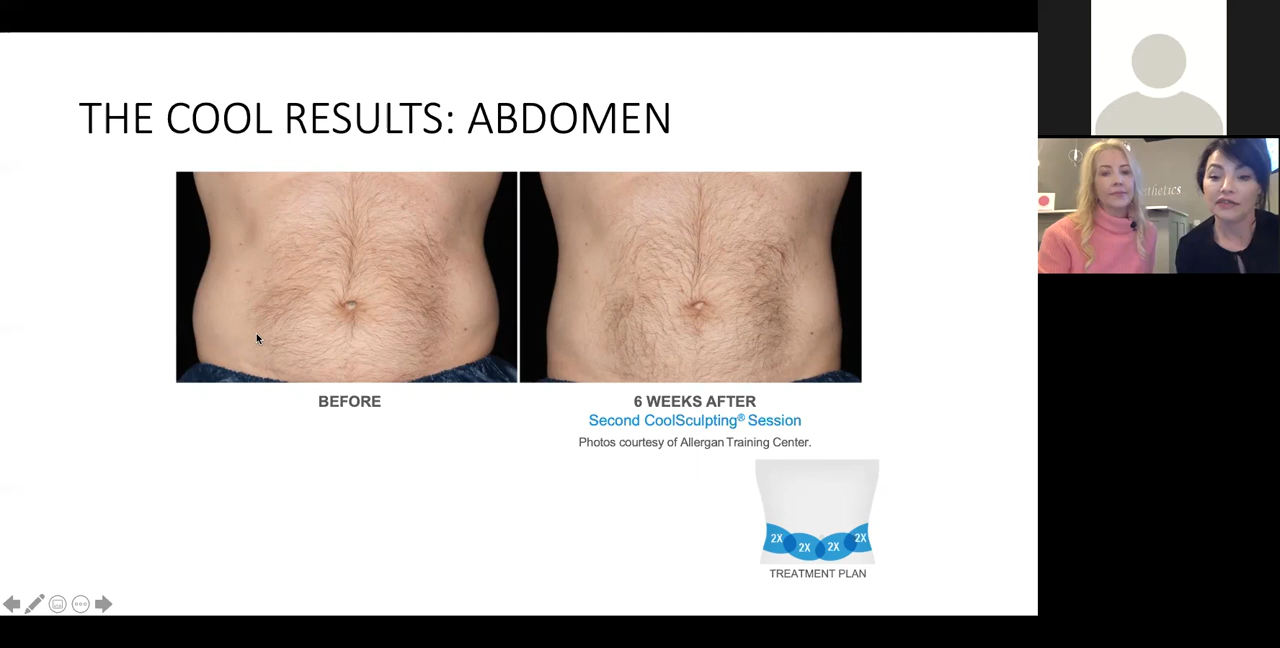 THE COOL RESULTS: ABDOMEN
BEFORE
6 WEEKS AFTER
Second CoolSculpting® Session
Photos courtesy of Allergan Training Center.
2X 2X 2X 2X
TREATMENT PLAN